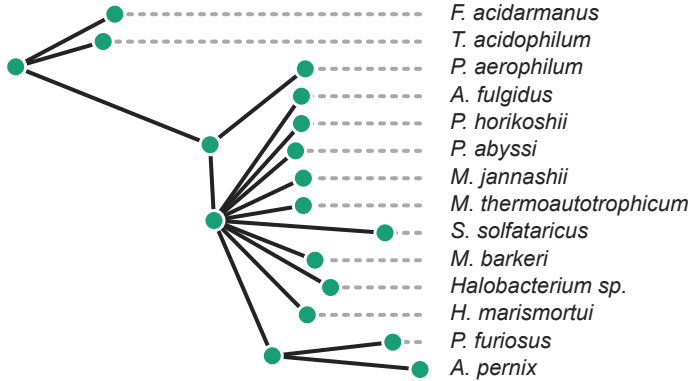 F. acidarmanus
T. acidophilum
P. aerophilum
A. fulgidus
P. horikoshii
P. abyssi
M. jannashii
M. thermoautotrophicum
S. solfataricus
M. barkeri
Halobacterium sp.
H. marismortui
P. furiosus
A. pernix